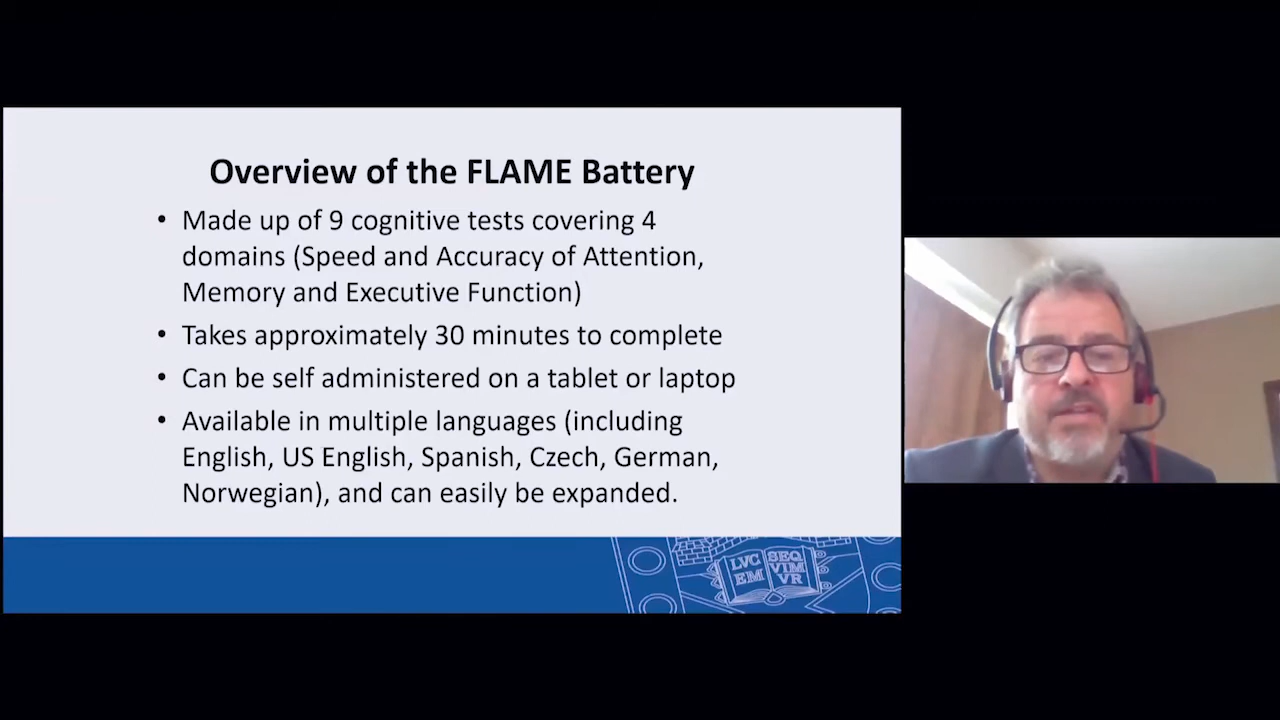 Overview of the FLAME Battery
• Made up of 9 cognitive tests covering 4
domains (Speed and Accuracy of Attention,
Memory and Executive Function)
• Takes approximately 30 minutes to complete
• Can be self administered on a tablet or laptop
• Available in multiple languages (including
English, US English, Spanish, Czech, German,
Norwegian), and can easily be expanded.
LVC SEQ
EM VIM
VR